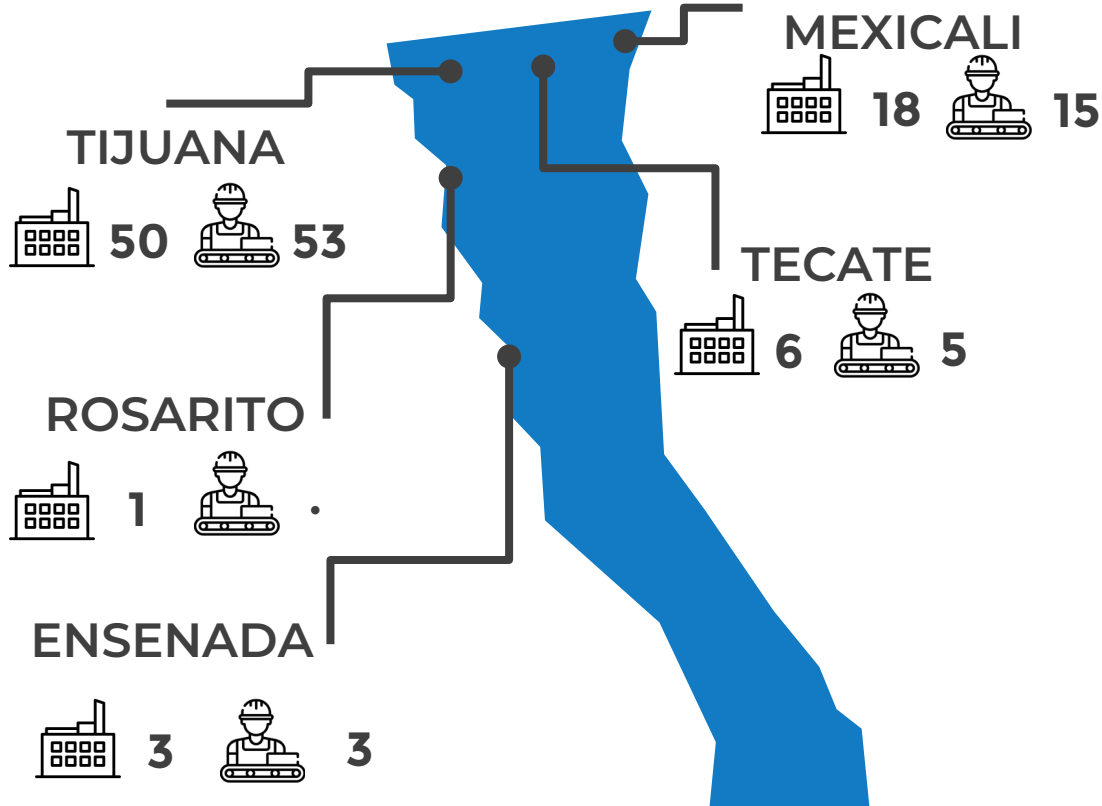 MEXICALI
18 15
TIJUANA
50 53
TECATE
6 5
ROSARITO
1 .
ENSENADA
3 3